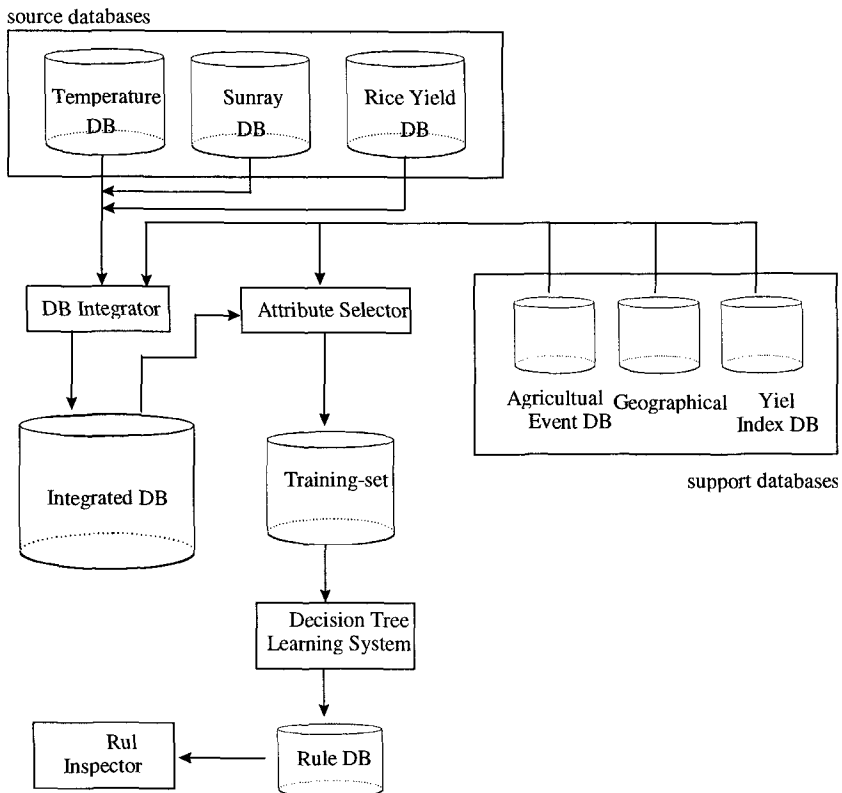 source databases
Temperature
DB
Sunray
DB
Rice Yield
DB
DB Integrator
Attribute Selector
Agricultual
Event DB
Geographical
Yiel
Index DB
support databases
Integrated DB
Training-set
Decision Tree
Learning System
Rul
Inspector
Rule DB